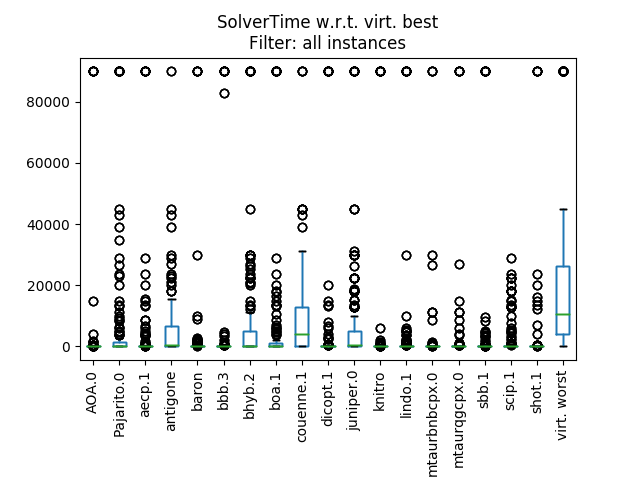 SolverTime w.r.t. virt. best
Filter: all instances
80000
60000
40000
20000
0
AOA.0
Pajarito.0
aecp.1
antigone
baron
bbb.3
bhyb.2
boa.1
couenne.1
dicopt.1
juniper.0
knitro
lindo.1
mtaurbnbcpx.0
mtaurqgcpx.0
sbb.1
scip.1
shot.1
virt. worst